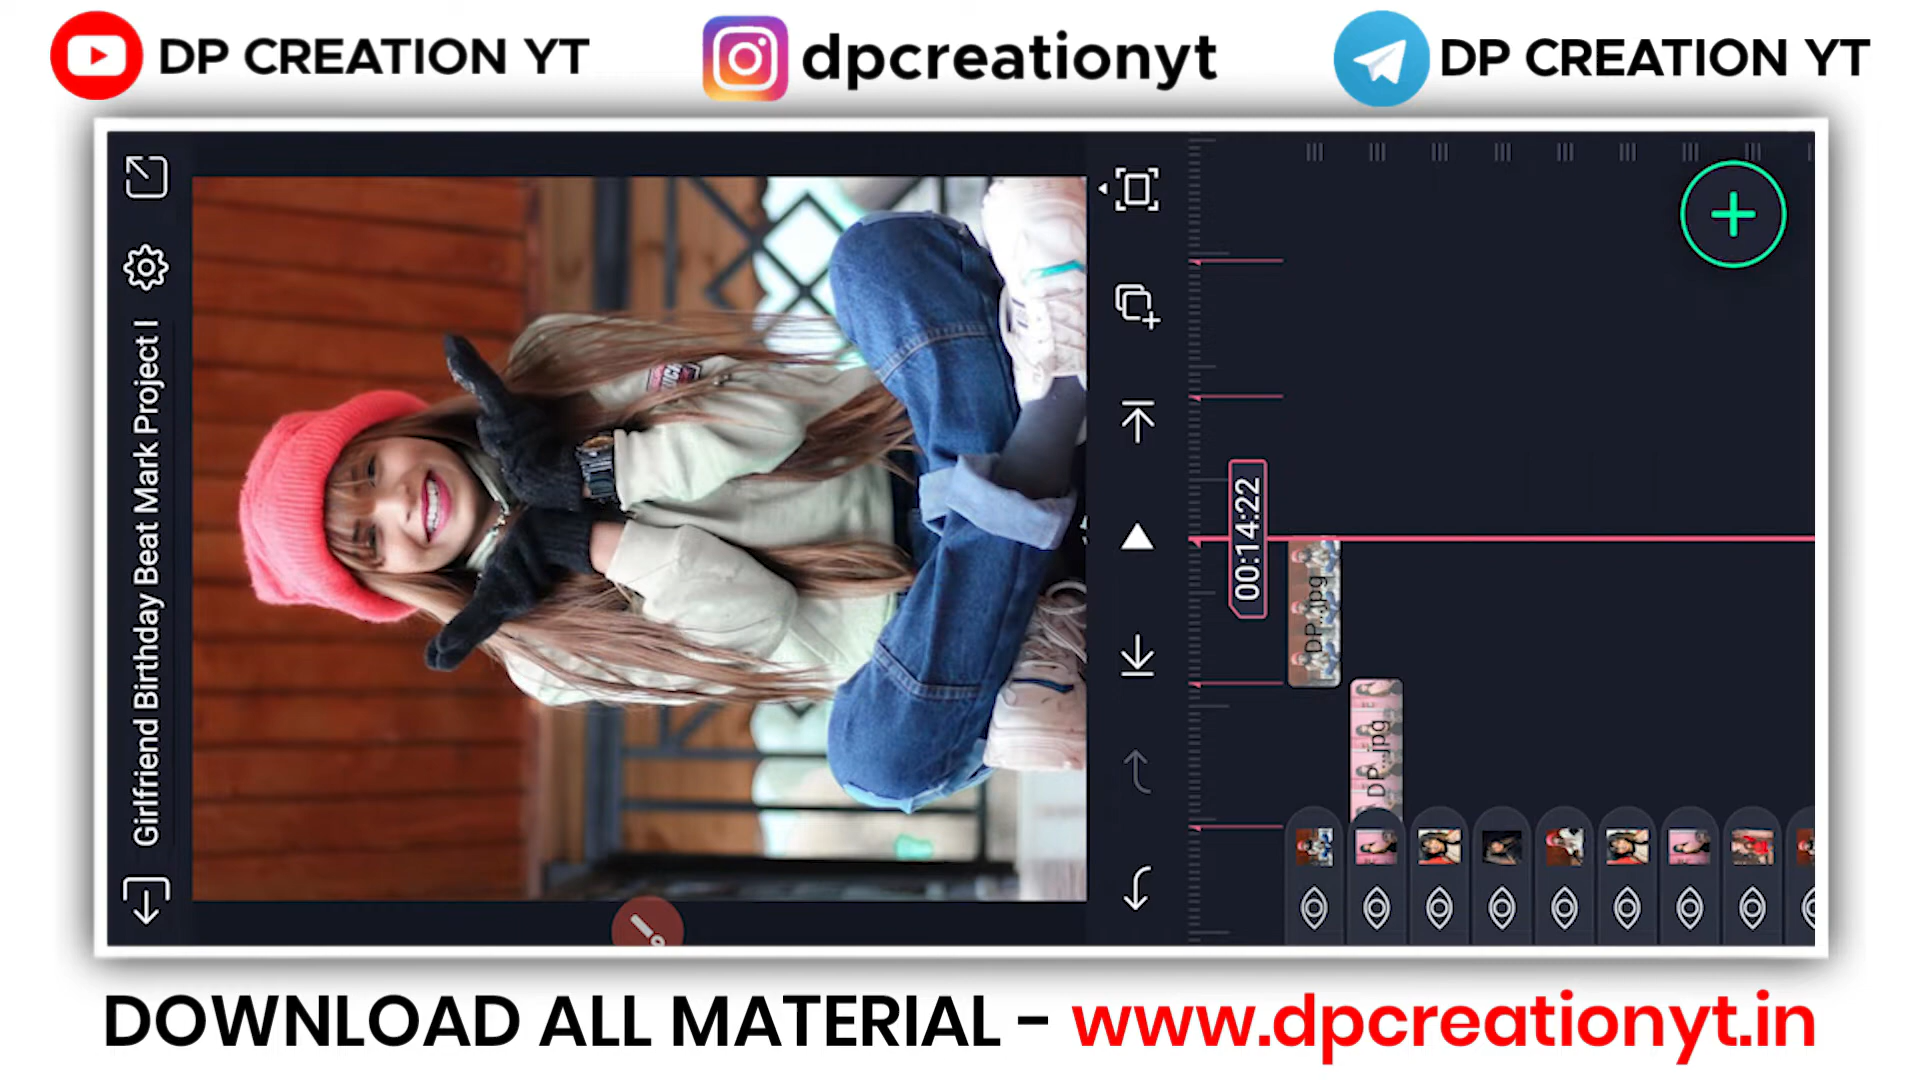 DP CREATION YT
dpcreationyt
DP CREATION YT
Girlfriend Birthday Beat Mark Project
00:14:22
DP...jpg
DP...jpg
DOWNLOAD ALL MATERIAL - www.dpcreationyt.in